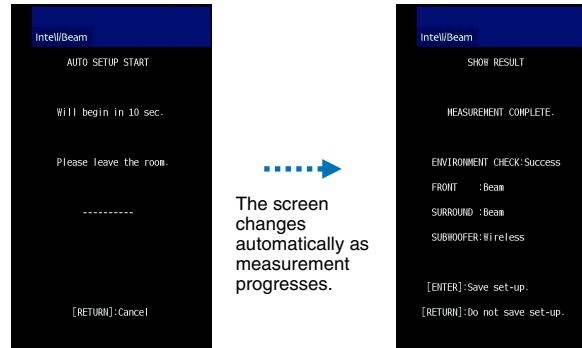 IntelliBeam
AUTO SETUP START
Will begin in 10 sec.
Please leave the room.
----------
[RETURN]:Cancel
The screen
changes
automatically as
measurement
progresses.
IntelliBeam
SHOW RESULT
MEASUREMENT COMPLETE.
ENVIRONMENT CHECK:Success
FRONT :Beam
SURROUND :Beam
SUBWOOFER:Wireless
[ENTER]:Save set-up.
[RETURN]:Do not save set-up.